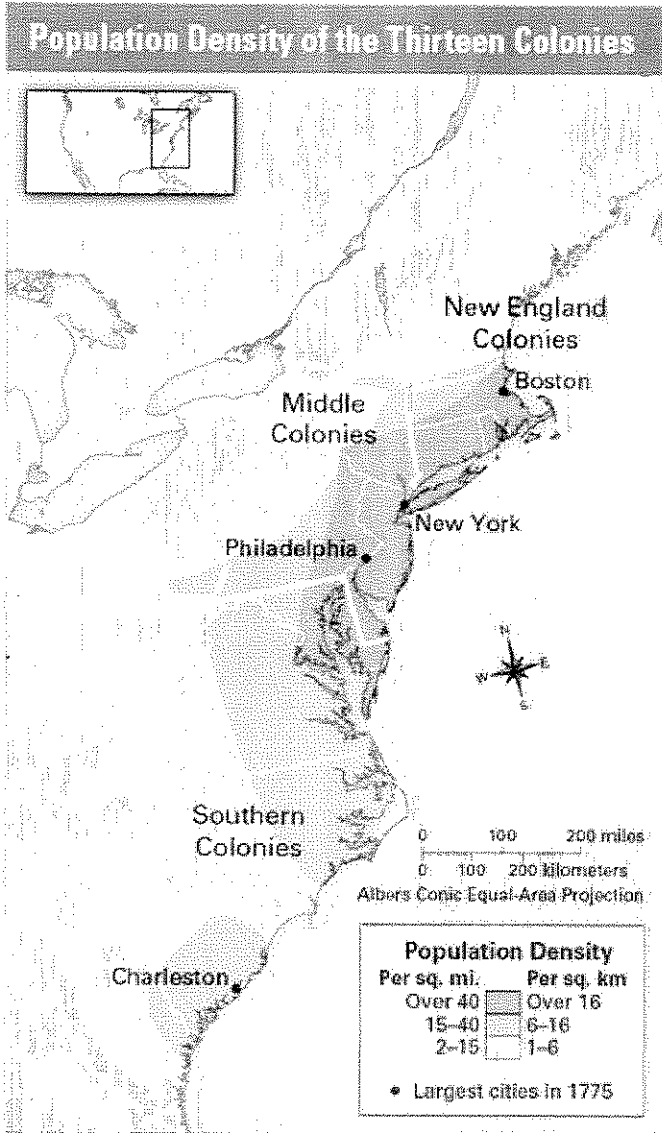 Population Density of the Thirteen Colonies
New England
Colonies
Boston
Middle
Colonies
New York
Philadelphia
N
W E
S
Southern
Colonies
0 100 200 miles
0 100 200 kilometers
Albers Conic Equal-Area Projection
Charleston
Population Density
Per sq. mi. Per sq. km
Over 40 Over 16
15–40 6–16
2–15 1–6
• Largest cities in 1775